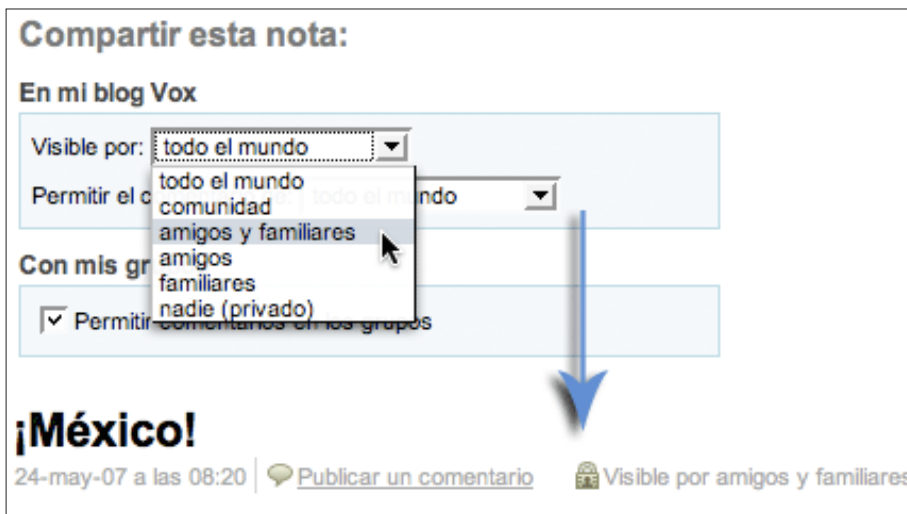 Compartir esta nota:
En mi blog Vox
Visible por: todo el mundo
todo el mundo
comunidad
amigos y familiares
amigos
familiares
nadie (privado)
Permitir el todo el mundo
Con mis
Permitir comentarios en los grupos
¡México!
24-may-07 a las 08:20 Publicar un comentario Visible por amigos y familiares